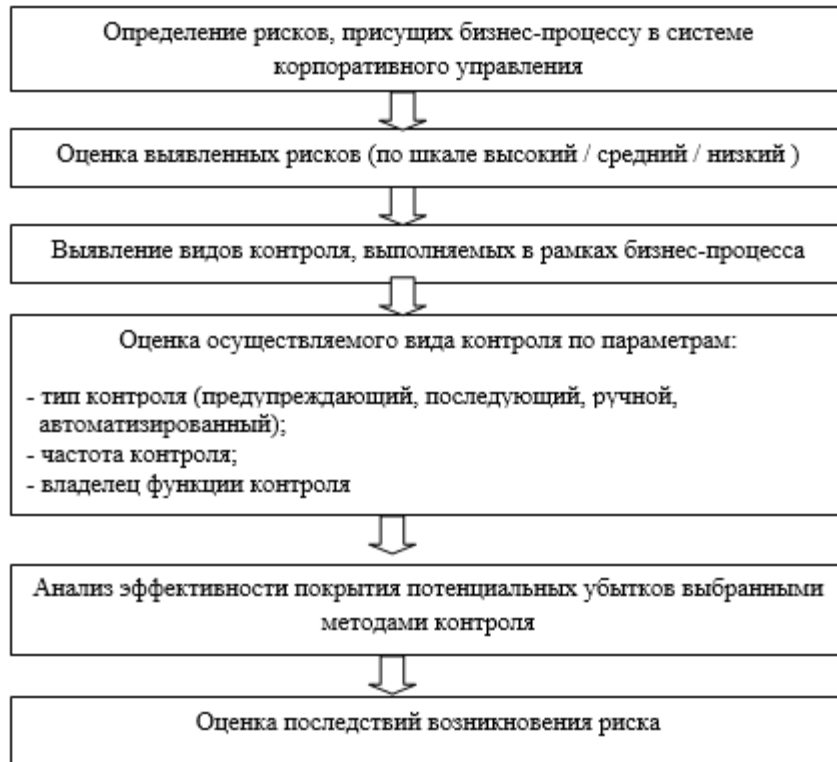 Определение рисков, присущих бизнес-процессу в системе
корпоративного управления
Оценка выявленных рисков (по шкале высокий / средний / низкий )
Выявление видов контроля, выполняемых в рамках бизнес-процесса
Оценка осуществляемого вида контроля по параметрам:
- тип контроля (предупреждающий, последующий, ручной,
автоматизированный);
- частота контроля;
- владелец функции контроля
Анализ эффективности покрытия потенциальных убытков выбранными
методами контроля
Оценка последствий возникновения риска